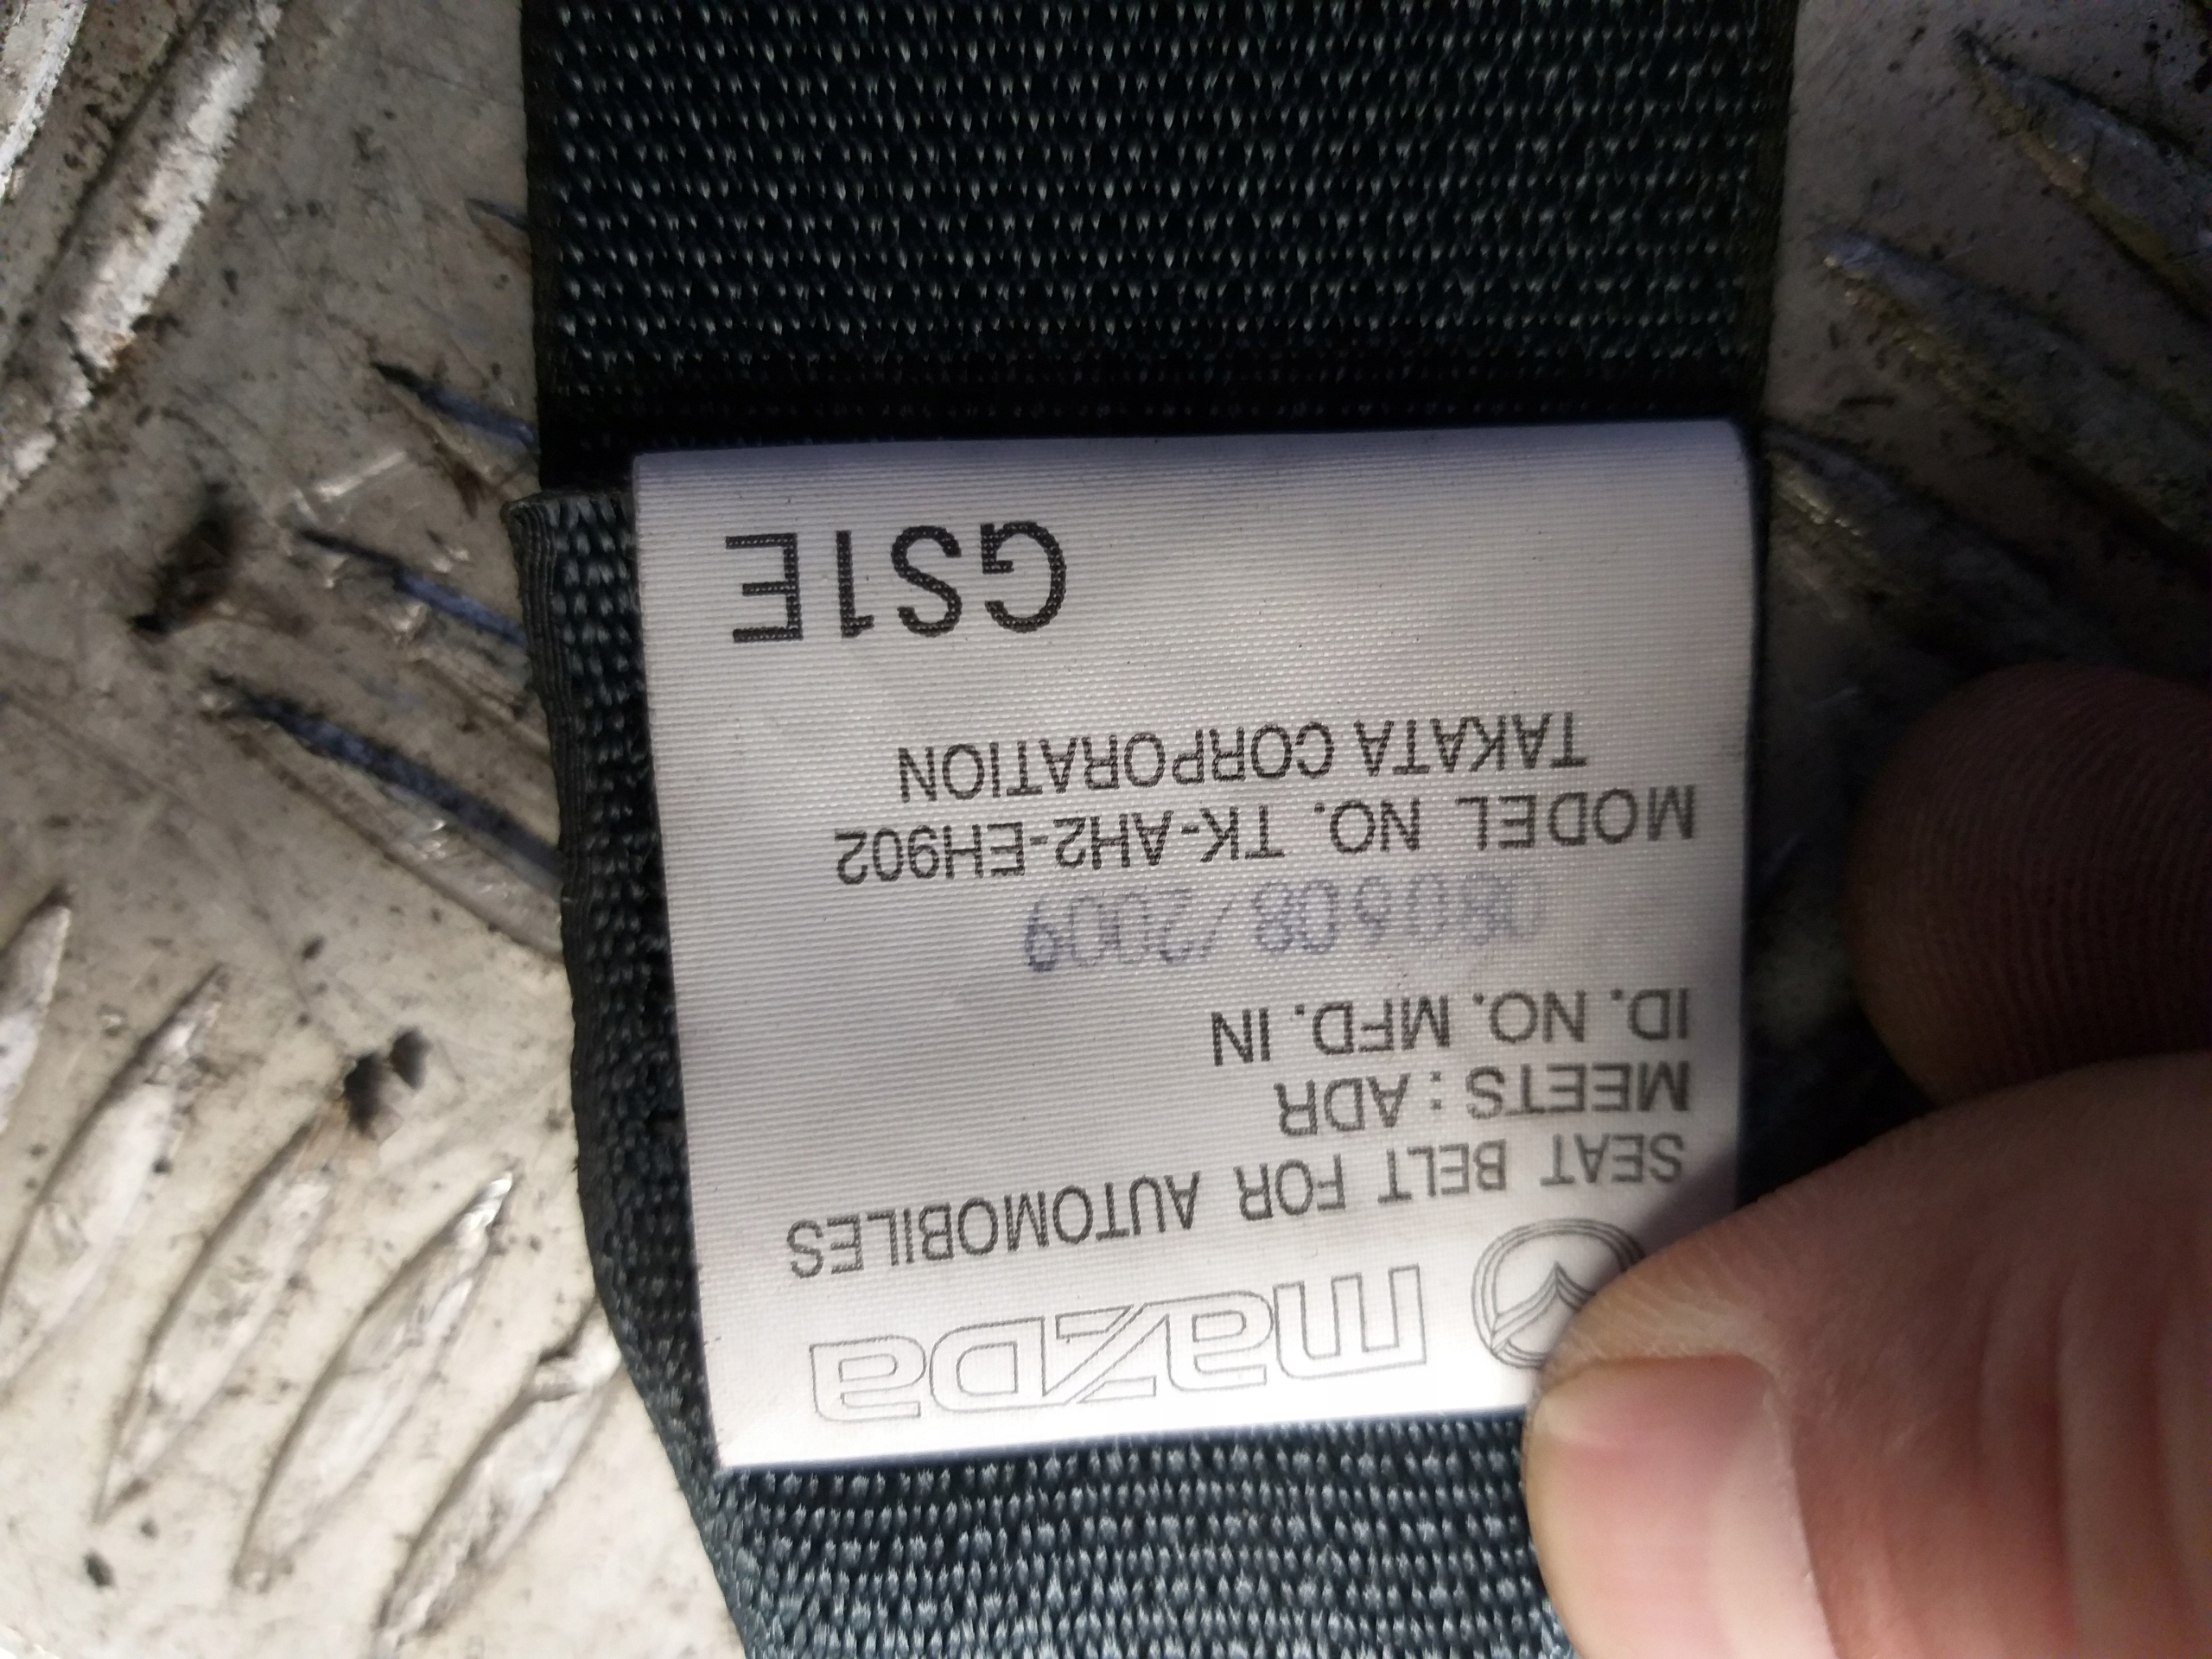 mazda
SEAT BELT FOR AUTOMOBILES
MEETS : ADR
ID. NO. MFD. IN
080608/2009
MODEL NO. TK-AH2-EH902
TAKATA CORPORATION
GS1E